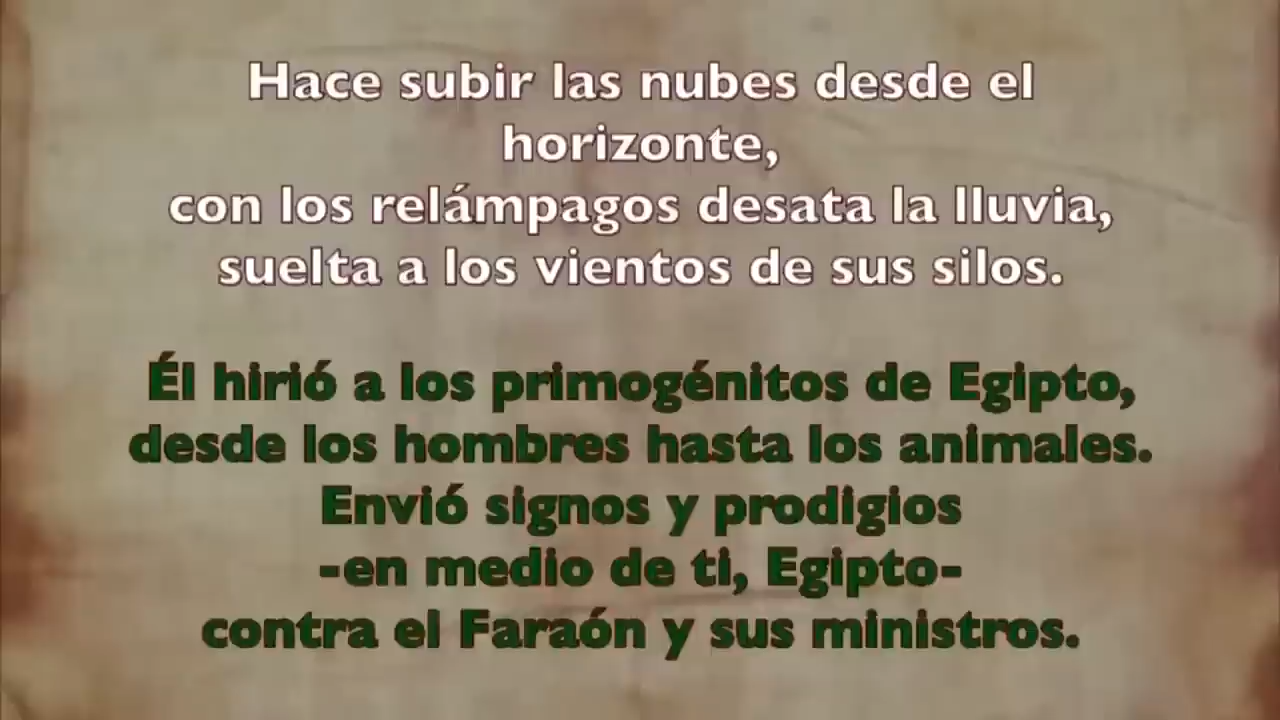 Hace subir las nubes desde el
horizonte,
con los relámpagos desata la lluvia,
suelta a los vientos de sus silos.
Él hirió a los primogénitos de Egipto,
desde los hombres hasta los animales.
Envió signos y prodigios
-en medio de ti, Egipto-
contra el Faraón y sus ministros.